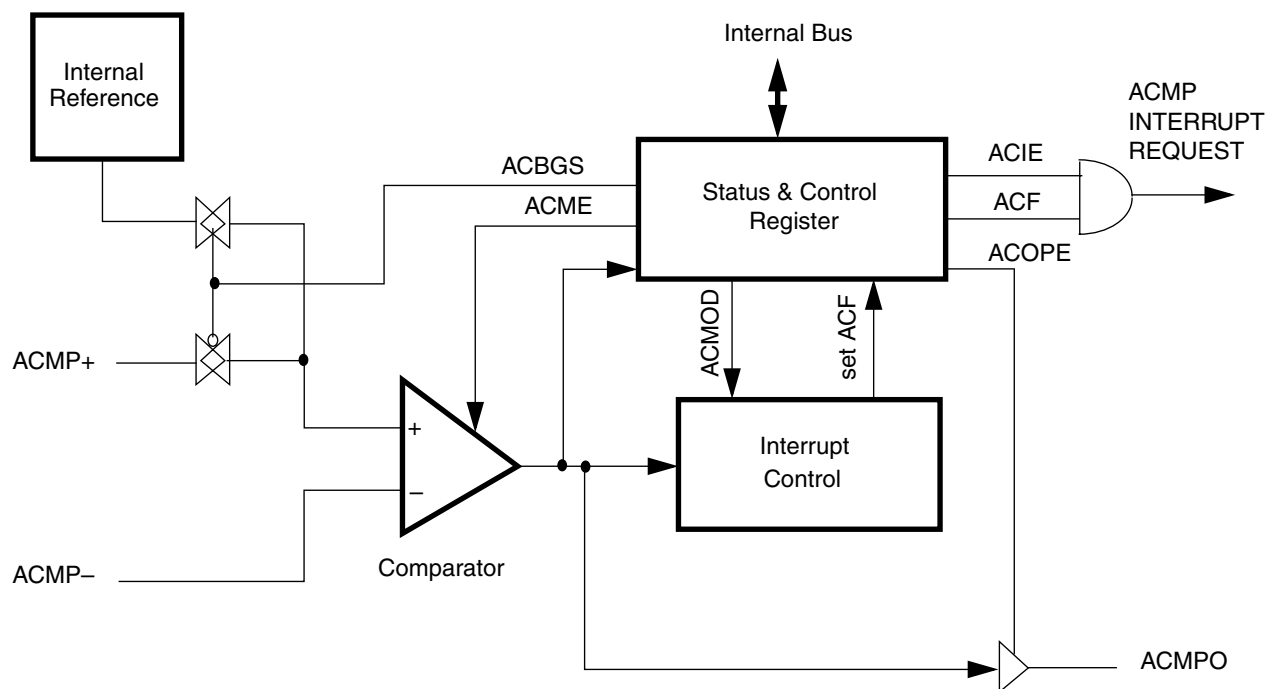 Internal Bus
Internal
Reference
ACMP
INTERRUPT
REQUEST
ACBGS
ACME
Status & Control
Register
ACIE
ACF
ACOPE
ACMOD
set ACF
ACMP+
+
–
Comparator
Interrupt
Control
ACMP–
ACMPO